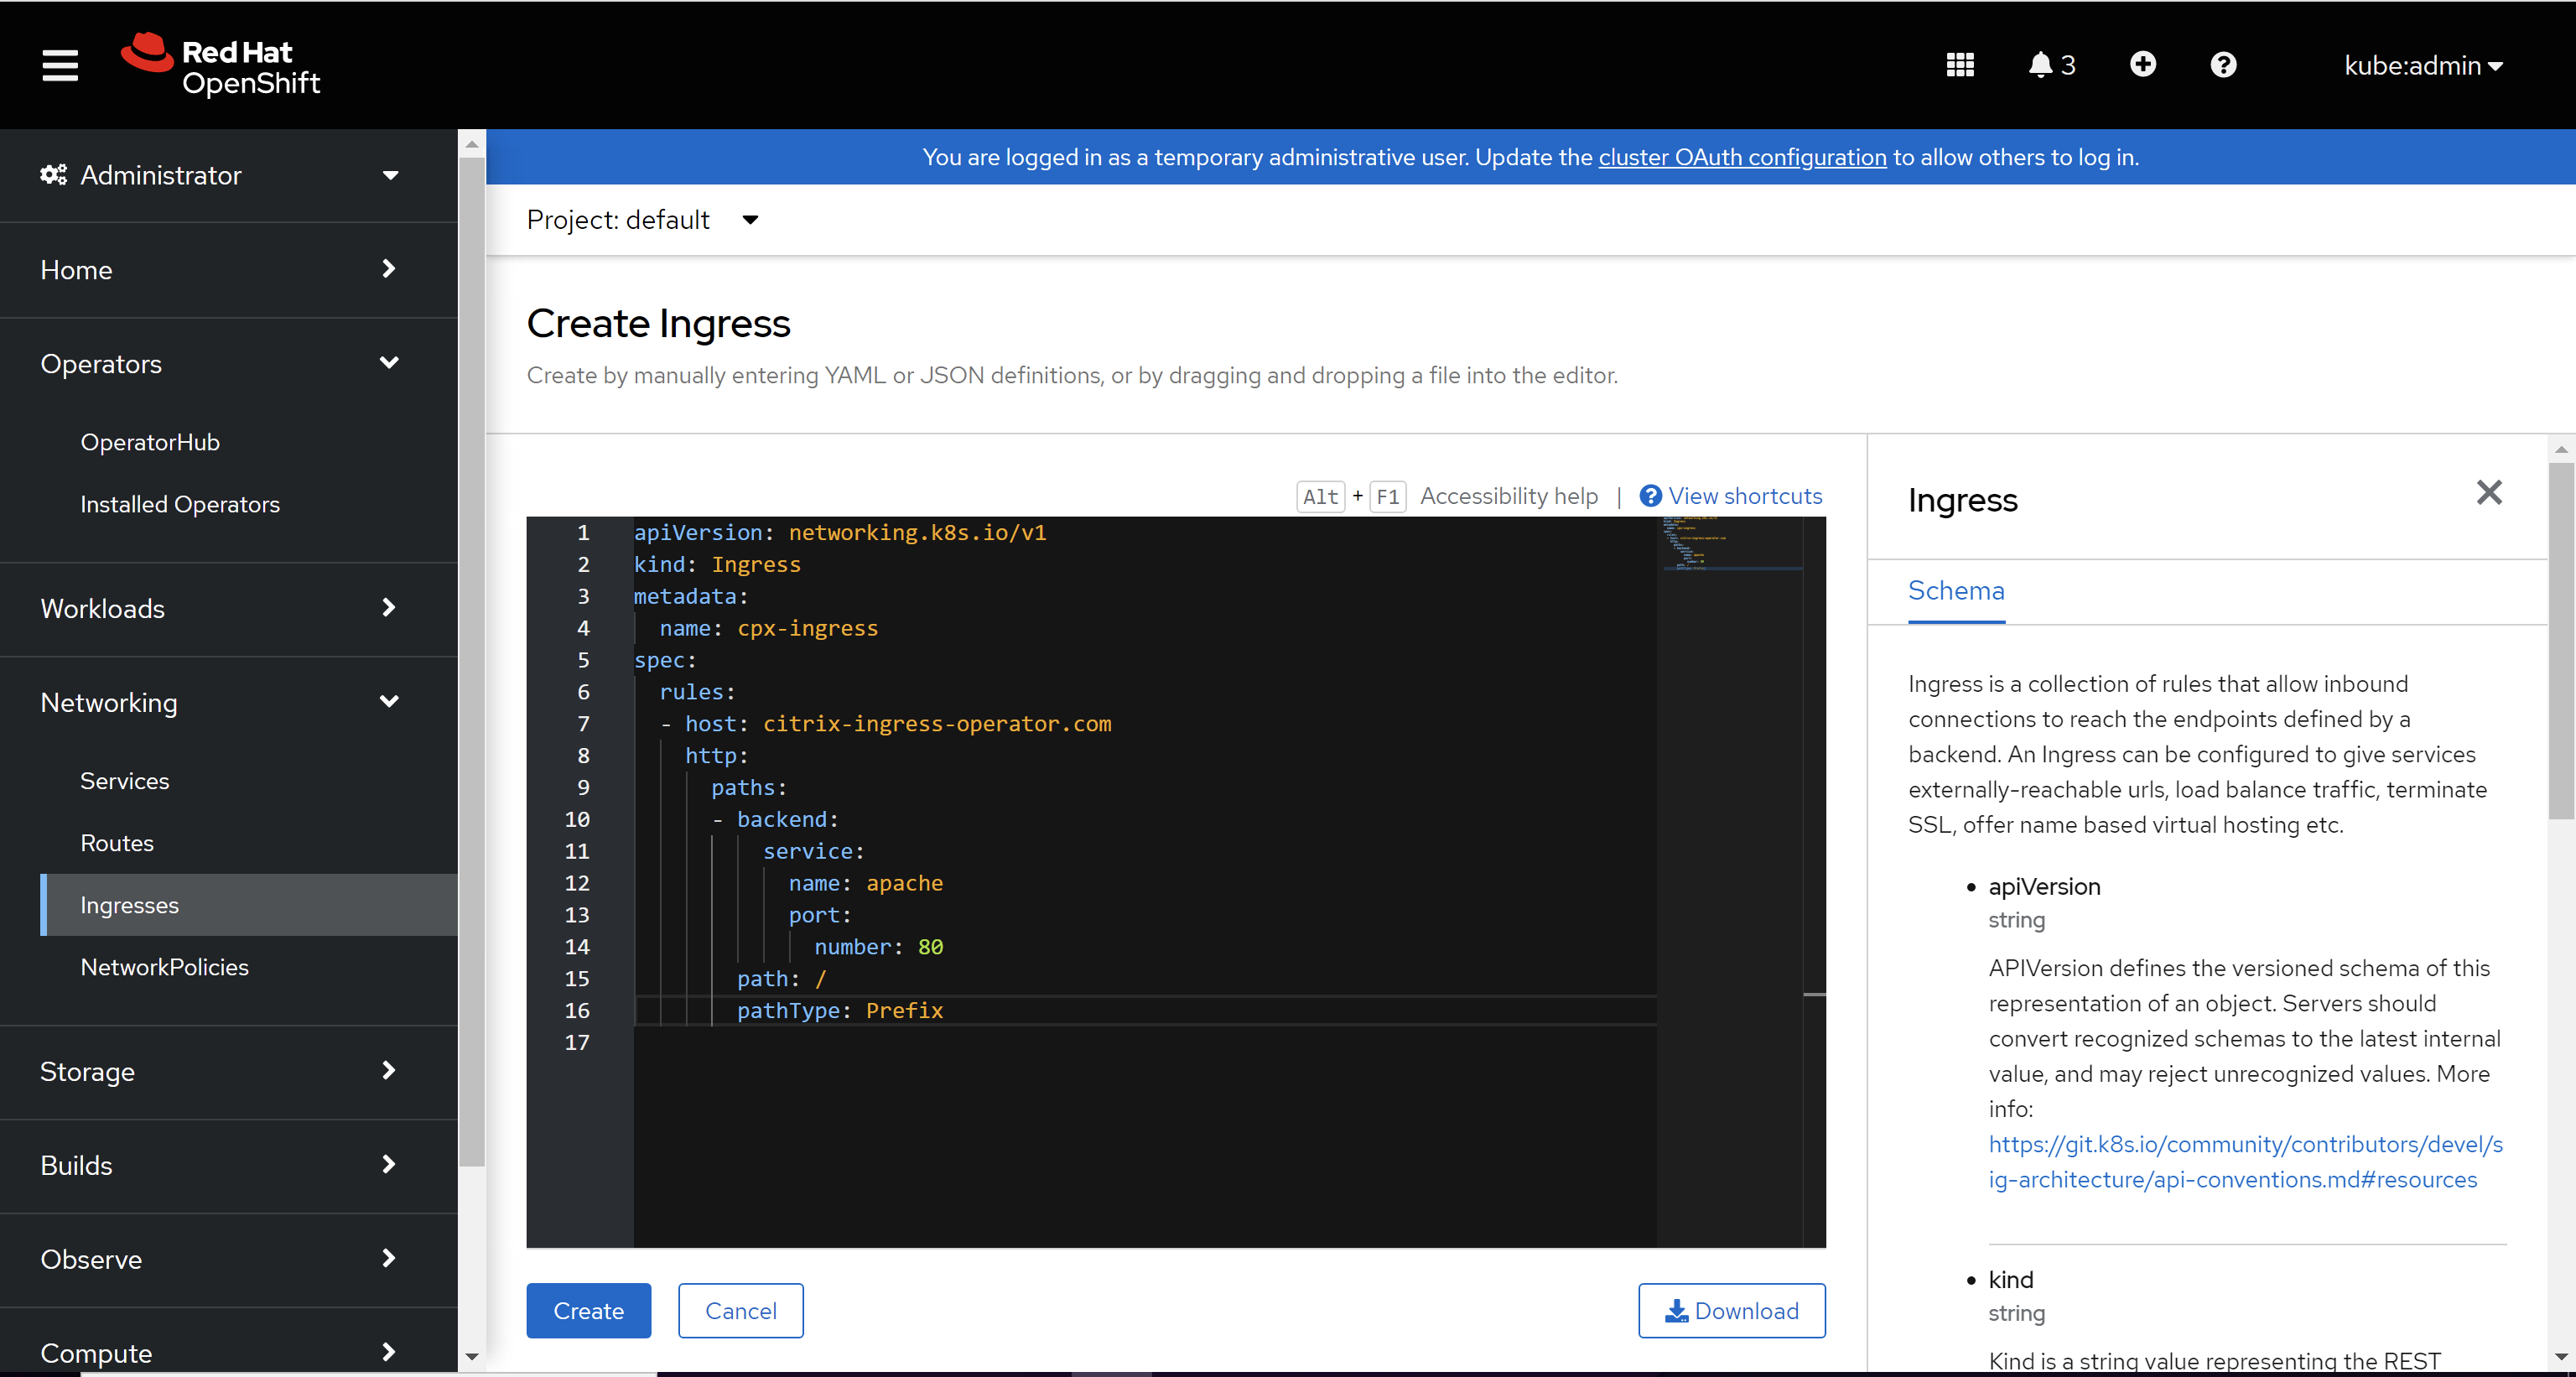 Red Hat
OpenShift
3
kube:admin
Administrator
Home
Operators
OperatorHub
Installed Operators
Workloads
Networking
Services
Routes
Ingresses
NetworkPolicies
Storage
Builds
Observe
Compute
You are logged in as a temporary administrative user. Update the cluster OAuth configuration to allow others to log in.
Project: default
Create Ingress
Create by manually entering YAML or JSON definitions, or by dragging and dropping a file into the editor.
Alt + F1 Accessibility help | View shortcuts
1 apiVersion: networking.k8s.io/v1
2 kind: Ingress
3 metadata:
4 name: cpx-ingress
5 spec:
6 rules:
7 - host: citrix-ingress-operator.com
8 http:
9 paths:
10 - backend:
11 service:
12 name: apache
13 port:
14 number: 80
15 path: /
16 pathType: Prefix
17
Create
Cancel
Download
Ingress
Schema
Ingress is a collection of rules that allow inbound
connections to reach the endpoints defined by a
backend. An Ingress can be configured to give services
externally-reachable urls, load balance traffic, terminate
SSL, offer name based virtual hosting etc.
• apiVersion
string
APIVersion defines the versioned schema of this
representation of an object. Servers should
convert recognized schemas to the latest internal
value, and may reject unrecognized values. More
info:
https://git.k8s.io/community/contributors/devel/s
ig-architecture/api-conventions.md#resources
• kind
string
Kind is a string value representing the REST